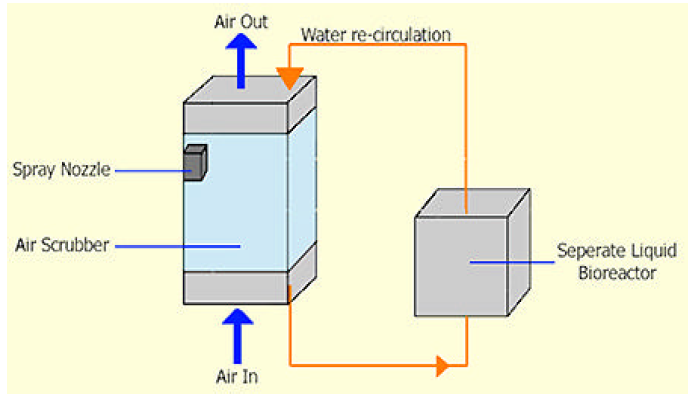 Air Out
Water re-circulation
Spray Nozzle
Air Scrubber
Seperate Liquid
Bioreactor
Air In